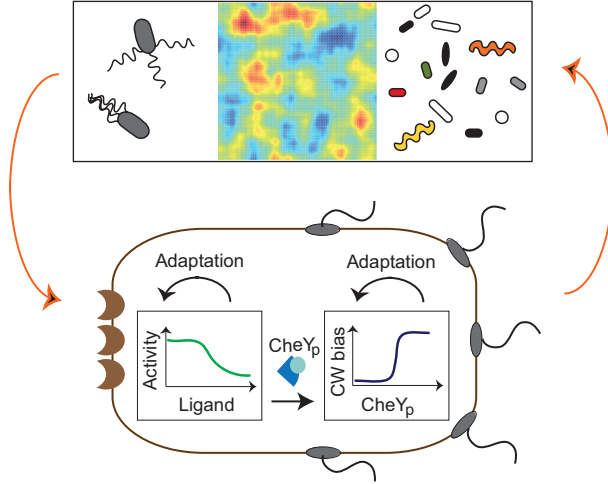 Adaptation
Adaptation
Activity
Ligand
CheYp
CW bias
CheYp